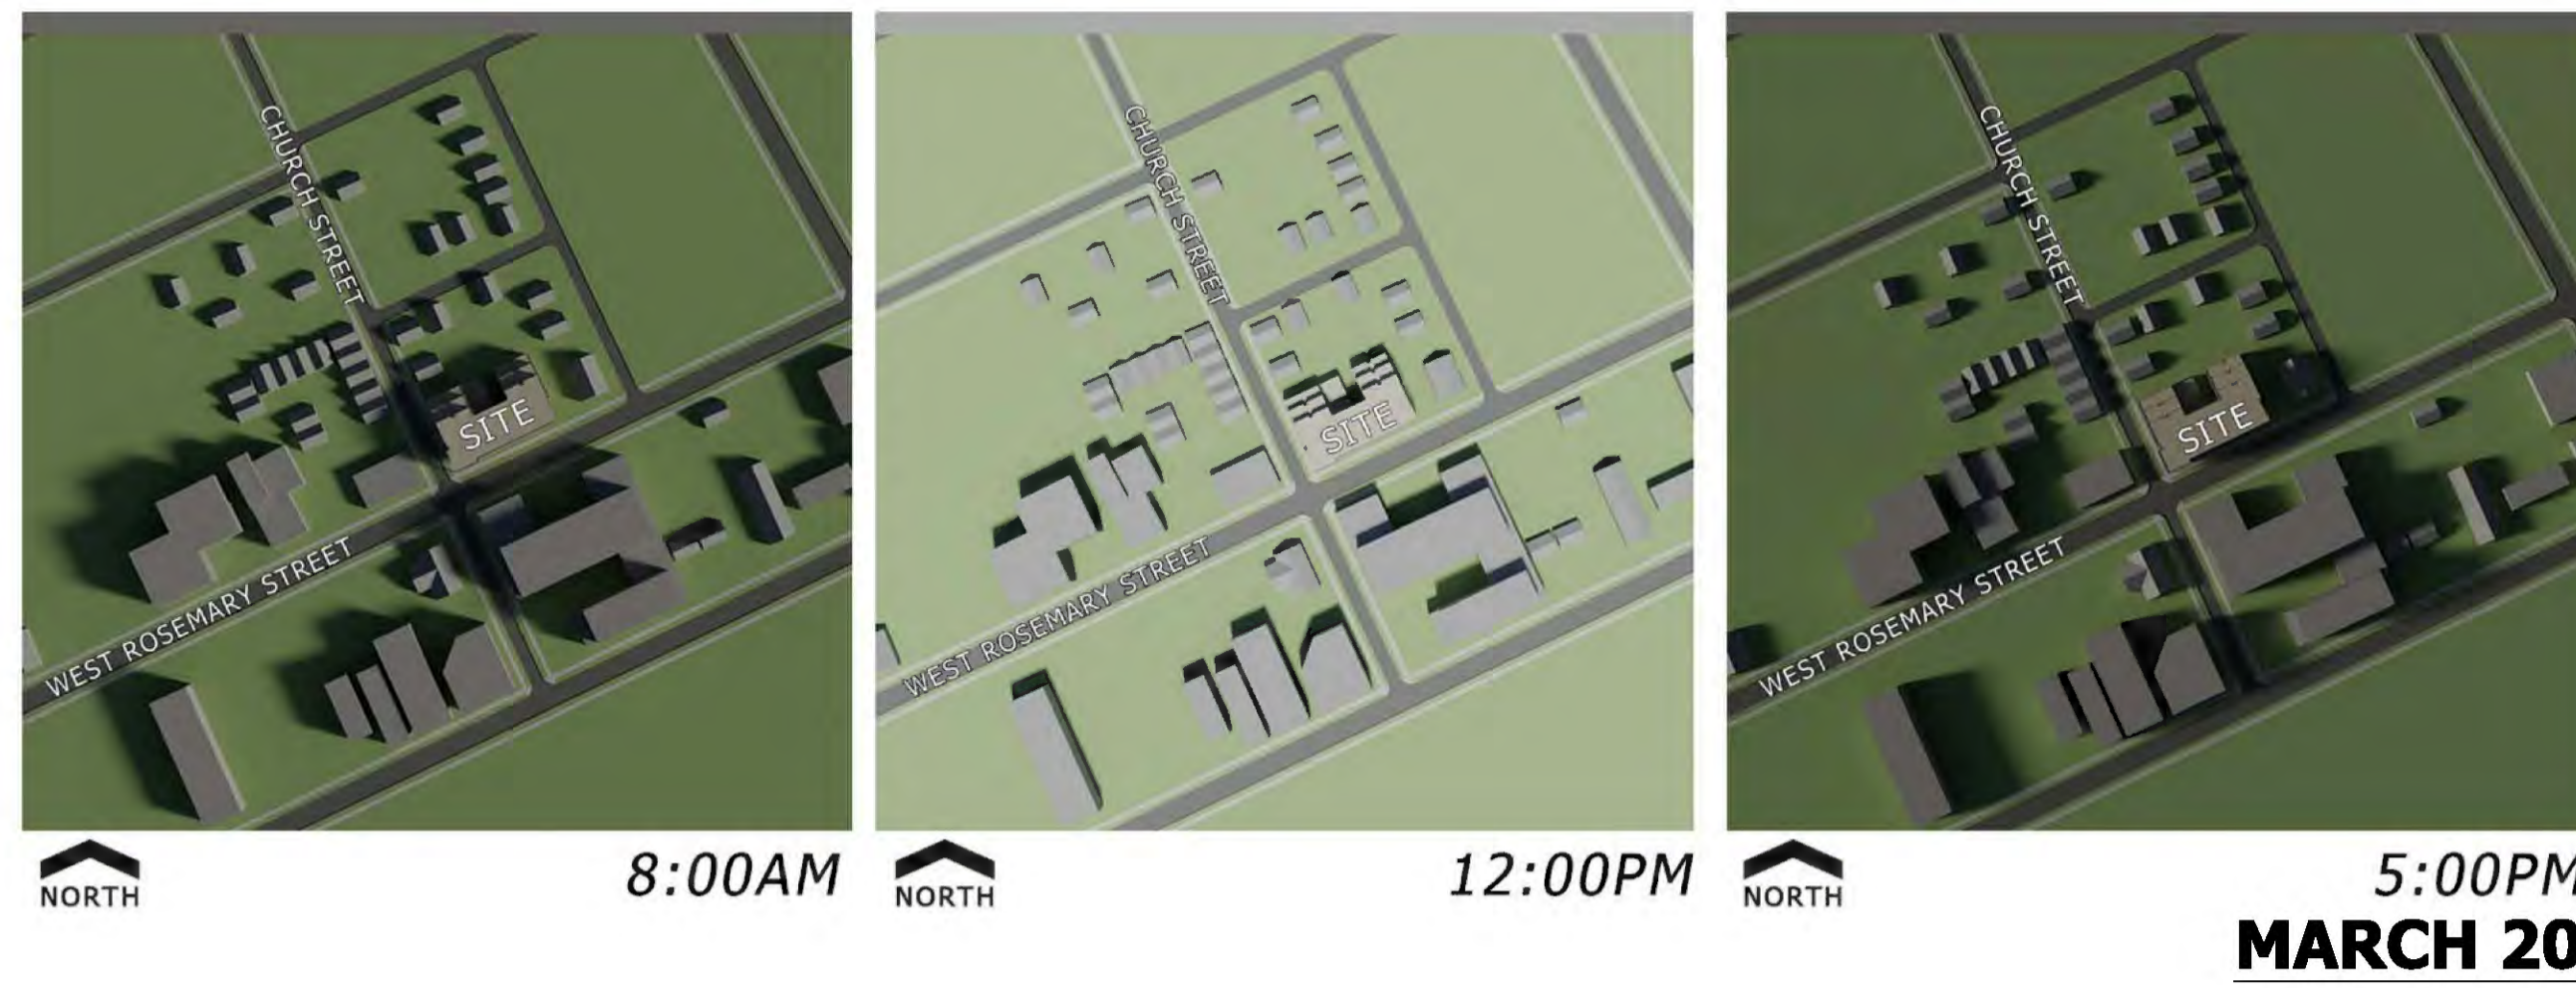 CHURCH STREET
SITE
WEST ROSEMARY STREET
CHURCH STREET
SITE
WEST ROSEMARY STREET
CHURCH STREET
SITE
WEST ROSEMARY STREET
NORTH
8:00AM
NORTH
12:00PM
NORTH
5:00PM
MARCH 20